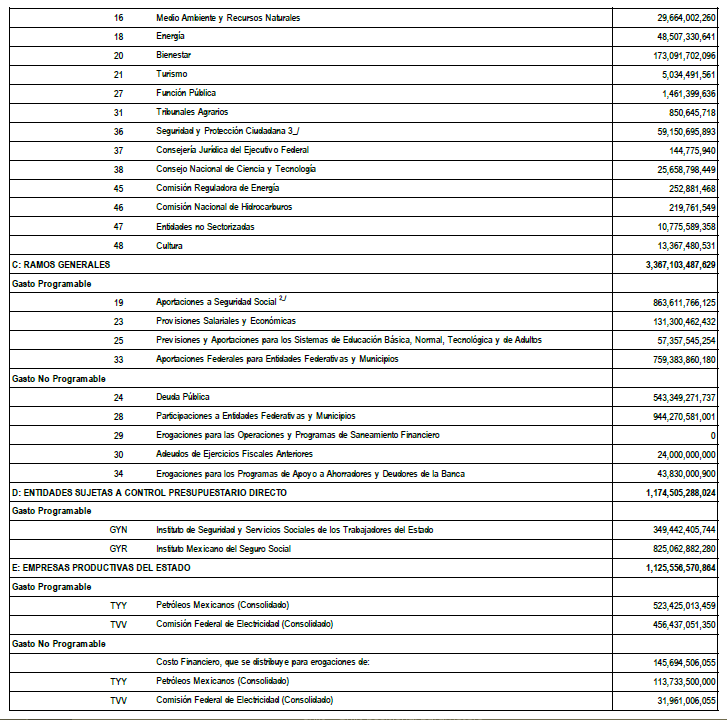 16 Medio Ambiente y Recursos Naturales 29,664,002,260
18 Energía 48,507,330,641
20 Bienestar 173,091,702,096
21 Turismo 5,034,491,561
27 Función Pública 1,461,399,636
31 Tribunales Agrarios 850,645,718
36 Seguridad y Protección Ciudadana 3_/ 59,150,695,893
37 Consejería Jurídica del Ejecutivo Federal 144,775,940
38 Consejo Nacional de Ciencia y Tecnología 25,658,798,449
45 Comisión Reguladora de Energía 252,881,468
46 Comisión Nacional de Hidrocarburos 219,761,549
47 Entidades no Sectorizadas 10,775,589,358
48 Cultura 13,367,480,531
C: RAMOS GENERALES 3,367,103,487,629
Gasto Programable
19 Aportaciones a Seguridad Social 2_/ 863,611,766,125
23 Provisiones Salariales y Económicas 131,300,462,432
25 Previsiones y Aportaciones para los Sistemas de Educación Básica, Normal, Tecnológica y de Adultos 57,357,545,254
33 Aportaciones Federales para Entidades Federativas y Municipios 759,383,860,180
Gasto No Programable
24 Deuda Pública 543,349,271,737
28 Participaciones a Entidades Federativas y Municipios 944,270,581,001
29 Erogaciones para las Operaciones y Programas de Saneamiento Financiero 0
30 Adeudos de Ejercicios Fiscales Anteriores 24,000,000,000
34 Erogaciones para los Programas de Apoyo a Ahorradores y Deudores de la Banca 43,830,000,900
D: ENTIDADES SUJETAS A CONTROL PRESUPUESTARIO DIRECTO 1,174,505,288,024
Gasto Programable
GYN Instituto de Seguridad y Servicios Sociales de los Trabajadores del Estado 349,442,405,744
GYR Instituto Mexicano del Seguro Social 825,062,882,280
E: EMPRESAS PRODUCTIVAS DEL ESTADO 1,125,556,570,864
Gasto Programable
TYY Petróleos Mexicanos (Consolidado) 523,425,013,459
TVV Comisión Federal de Electricidad (Consolidado) 456,437,051,350
Gasto No Programable
Costo Financiero, que se distribuye para erogaciones de: 145,694,506,055
TYY Petróleos Mexicanos (Consolidado) 113,733,500,000
TVV Comisión Federal de Electricidad (Consolidado) 31,961,006,055